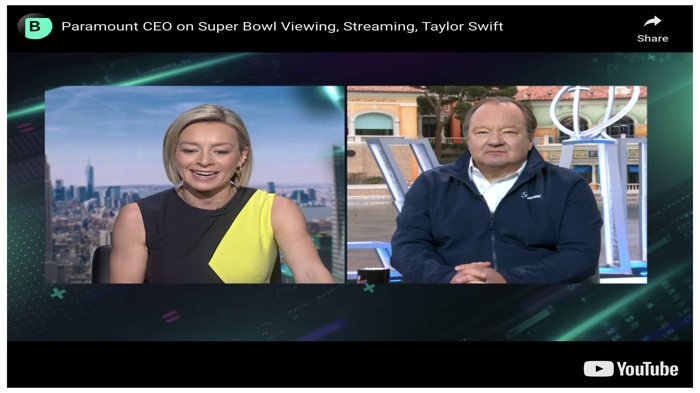 B
Paramount CEO on Super Bowl Viewing, Streaming, Taylor Swift
Share
YouTube